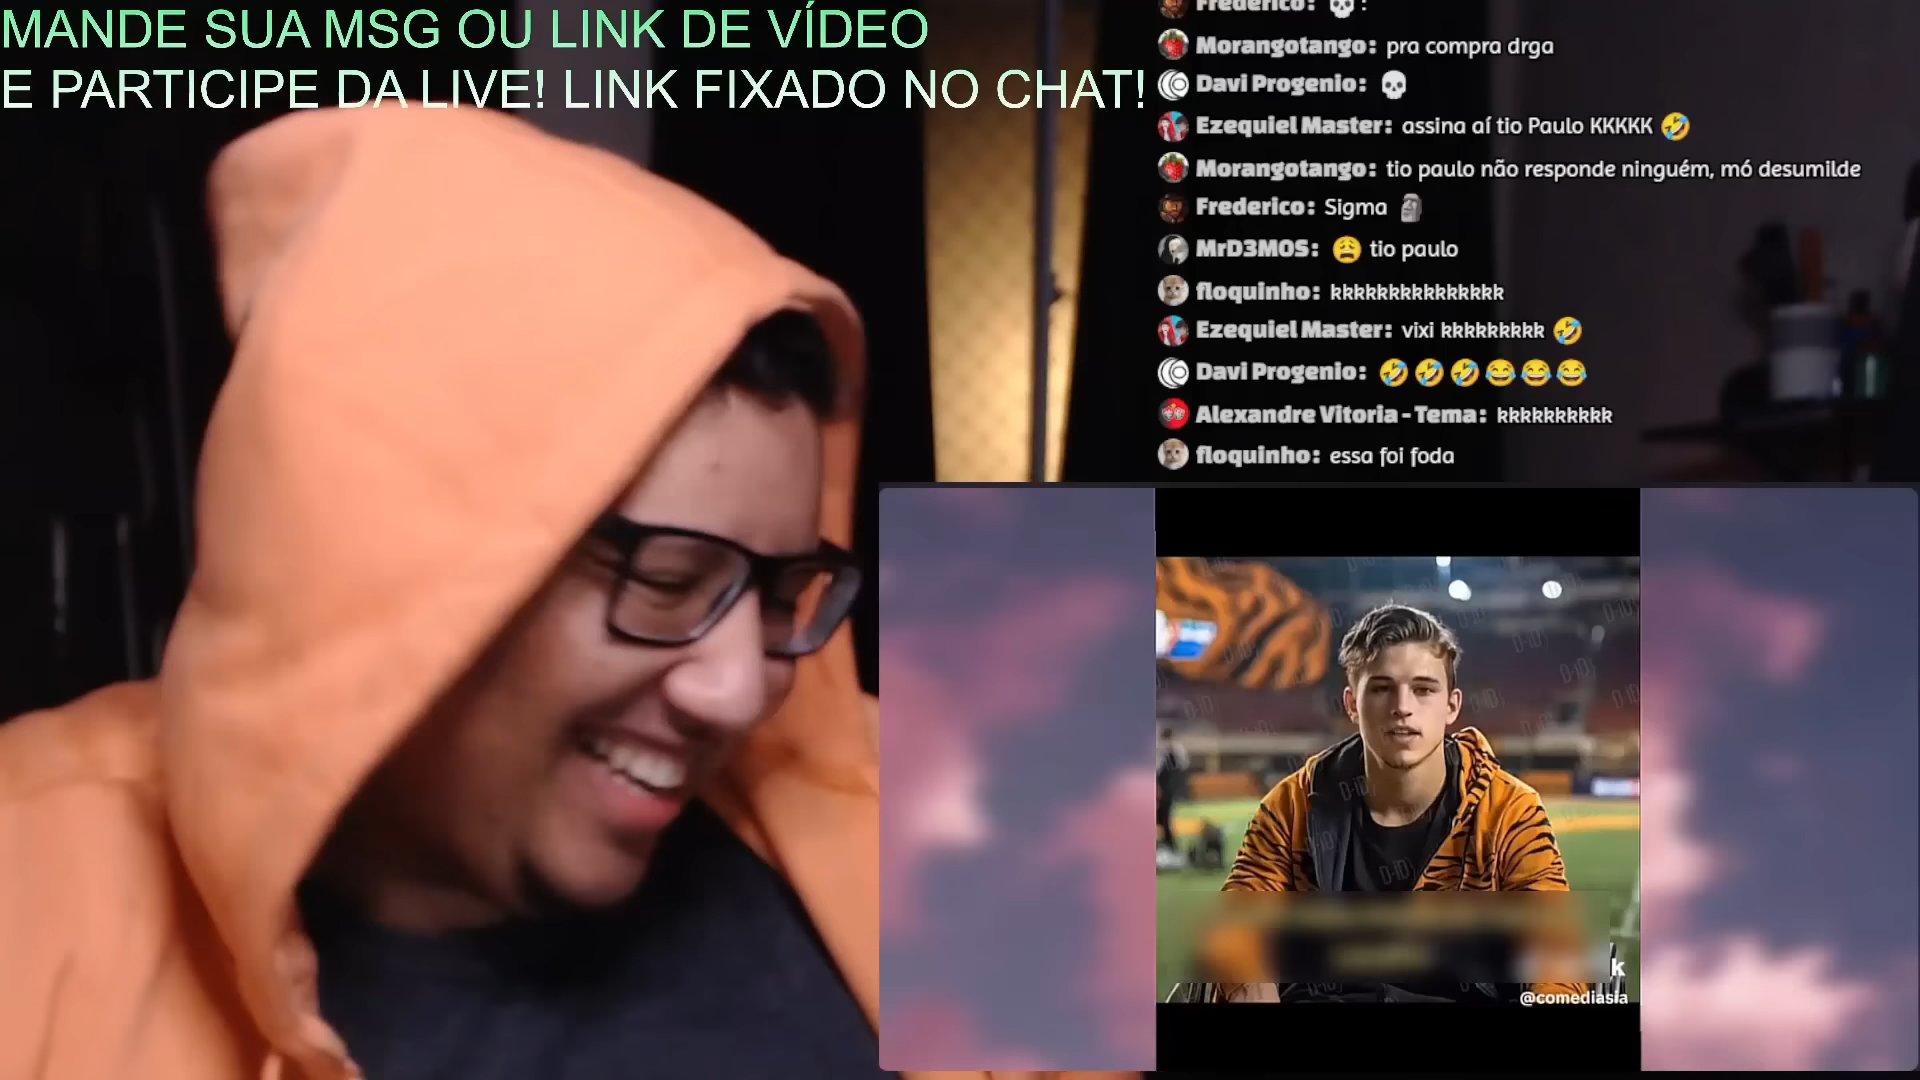 MANDE SUA MSG OU LINK DE VÍDEO
E PARTICIPE DA LIVE! LINK FIXADO NO CHAT!
Frederico: 💀 :
Morangotango: pra compra drga
Davi Progenio: 💀
Ezequiel Master: assina aí tio Paulo KKKKK 🤣
Morangotango: tio paulo não responde ninguém, mó desumilde
Frederico: Sigma 🗿
MrD3MOS: 😩 tio paulo
floquinho: kkkkkkkkkkkkkkk
Ezequiel Master: vixi kkkkkkkkk 🤣
Davi Progenio: 🤣🤣🤣😂😂😂
Alexandre Vitoria - Tema: kkkkkkkkkk
floquinho: essa foi foda
D-ID
k
@comediasia